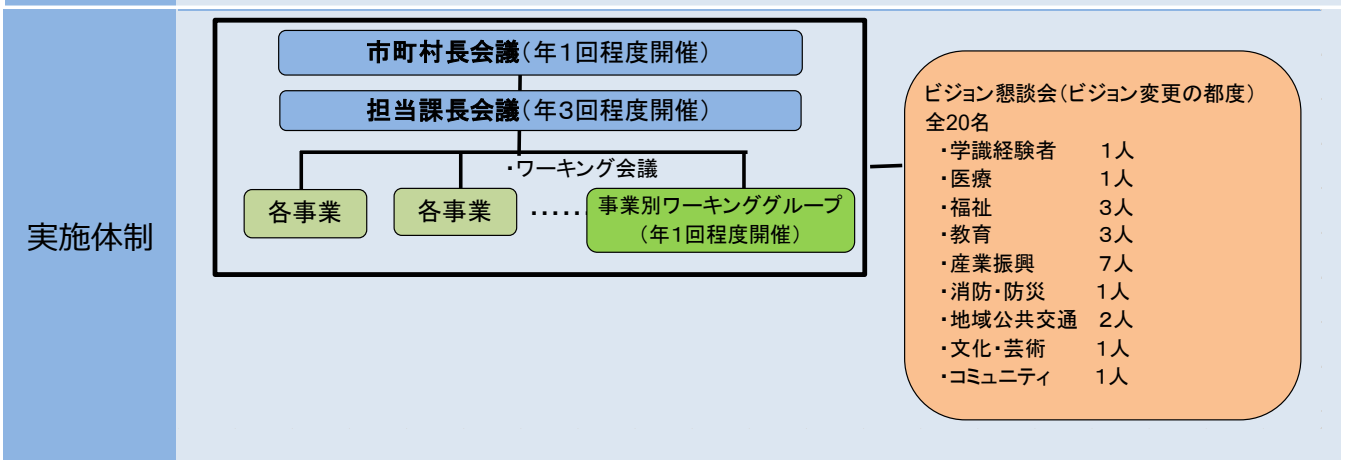 実施体制
市町村長会議(年1回程度開催)
担当課長会議(年3回程度開催)
・ワーキング会議
各事業
各事業
……
事業別ワーキンググループ
(年1回程度開催)
ビジョン懇談会(ビジョン変更の都度)
全20名
・学識経験者 1人
・医療 1人
・福祉 3人
・教育 3人
・産業振興 7人
・消防・防災 1人
・地域公共交通 2人
・文化・芸術 1人
・コミュニティ 1人